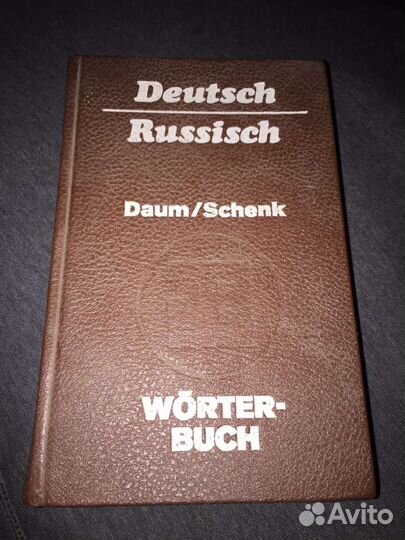 Deutsch
Russisch
Daum/Schenk
WÖRTER-
BUCH
Avito